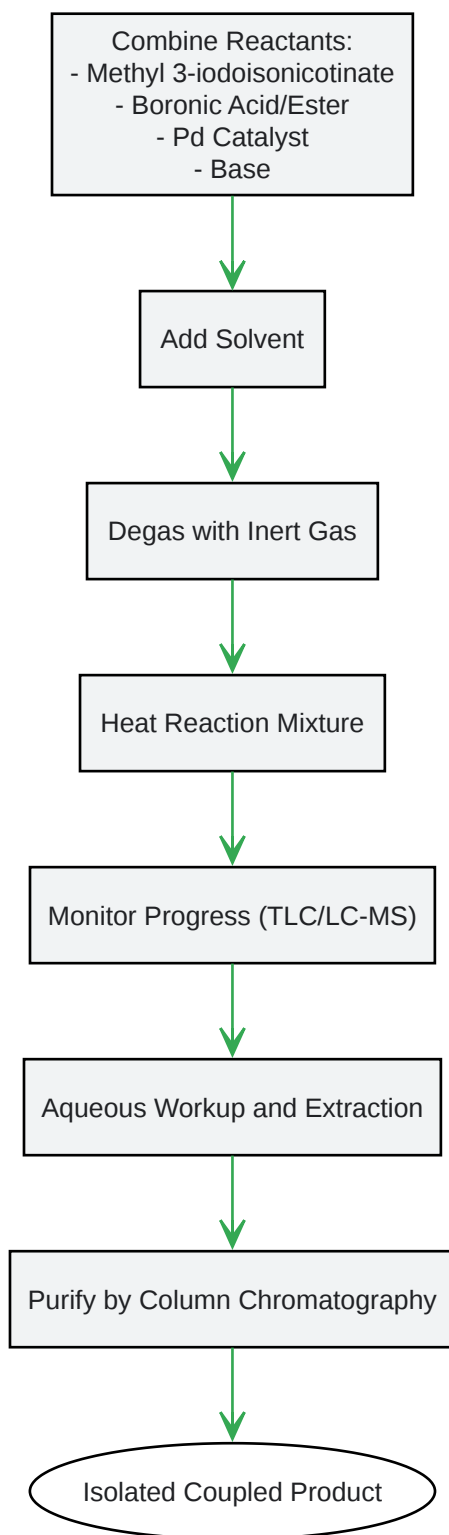 Combine Reactants:
- Methyl 3-iodoisonicotinate
- Boronic Acid/Ester
- Pd Catalyst
- Base
Add Solvent
Degas with Inert Gas
Heat Reaction Mixture
Monitor Progress (TLC/LC-MS)
Aqueous Workup and Extraction
Purify by Column Chromatography
Isolated Coupled Product